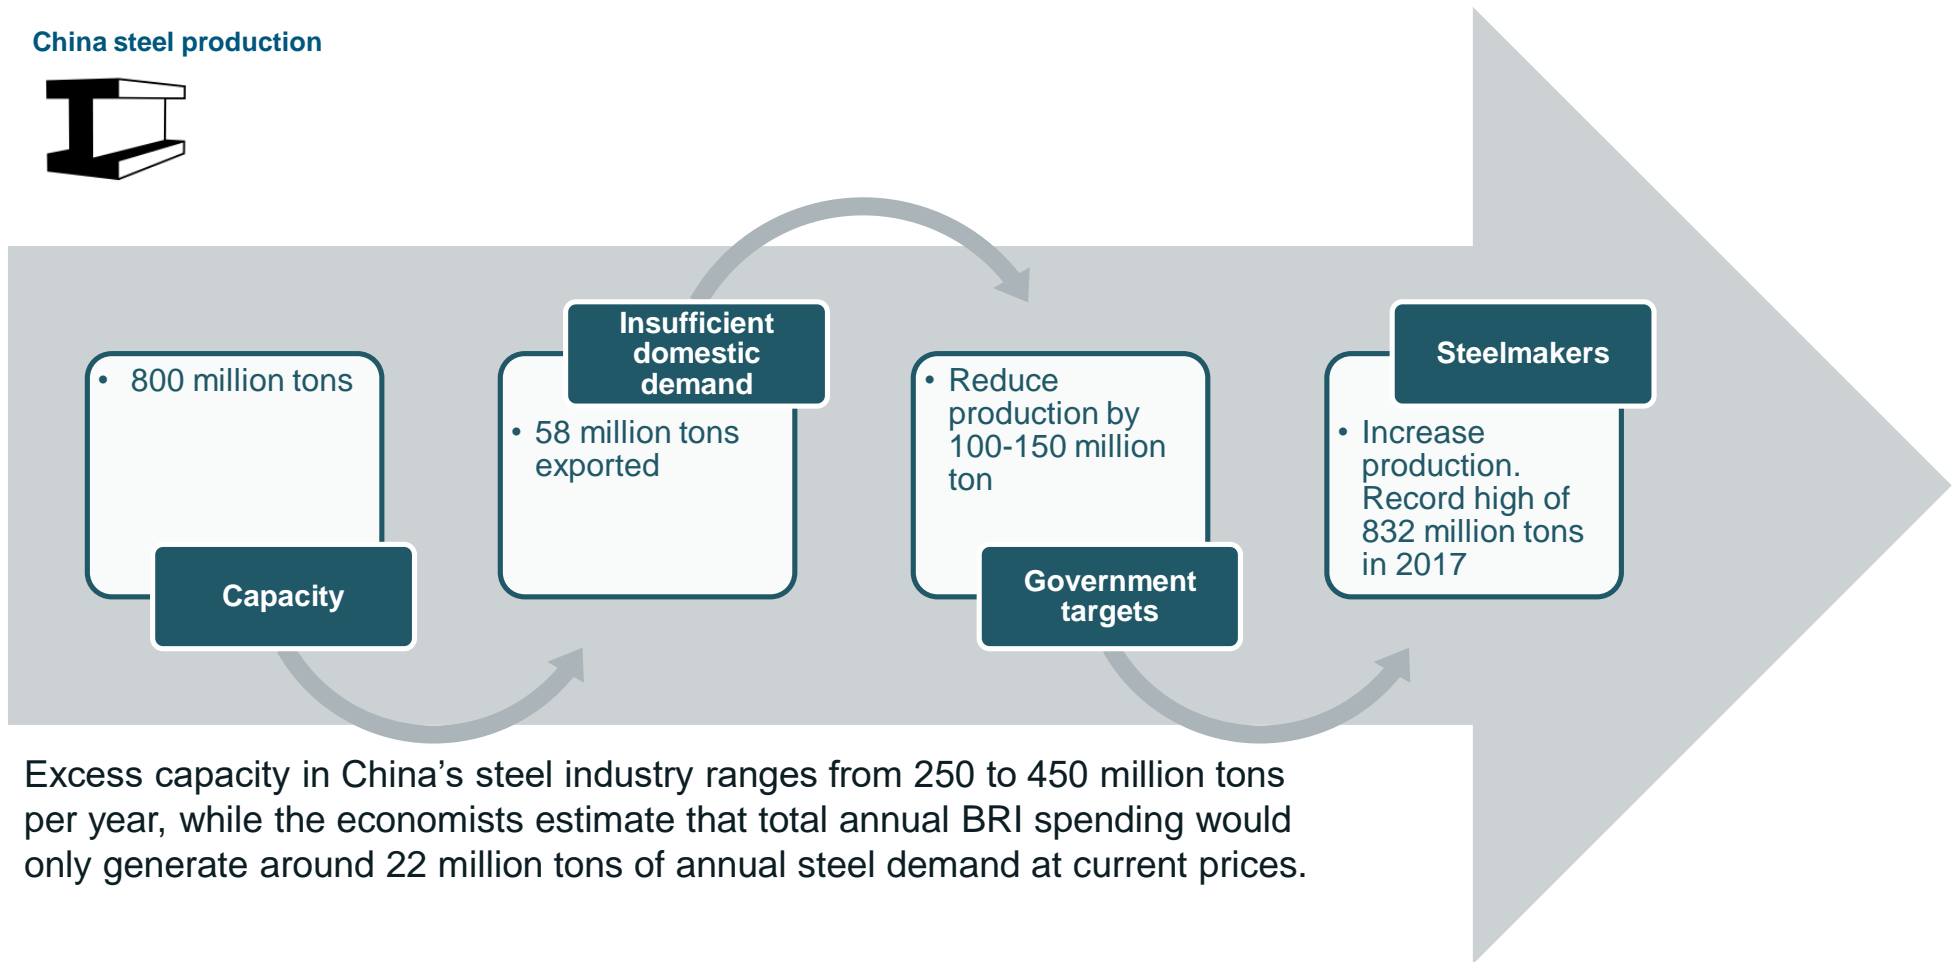 China steel production
• 800 million tons
Capacity
Insufficient
domestic
demand
• 58 million tons
exported
• Reduce
production by
100-150 million
ton
Government
targets
Steelmakers
• Increase
production.
Record high of
832 million tons
in 2017
Excess capacity in China’s steel industry ranges from 250 to 450 million tons
per year, while the economists estimate that total annual BRI spending would
only generate around 22 million tons of annual steel demand at current prices.